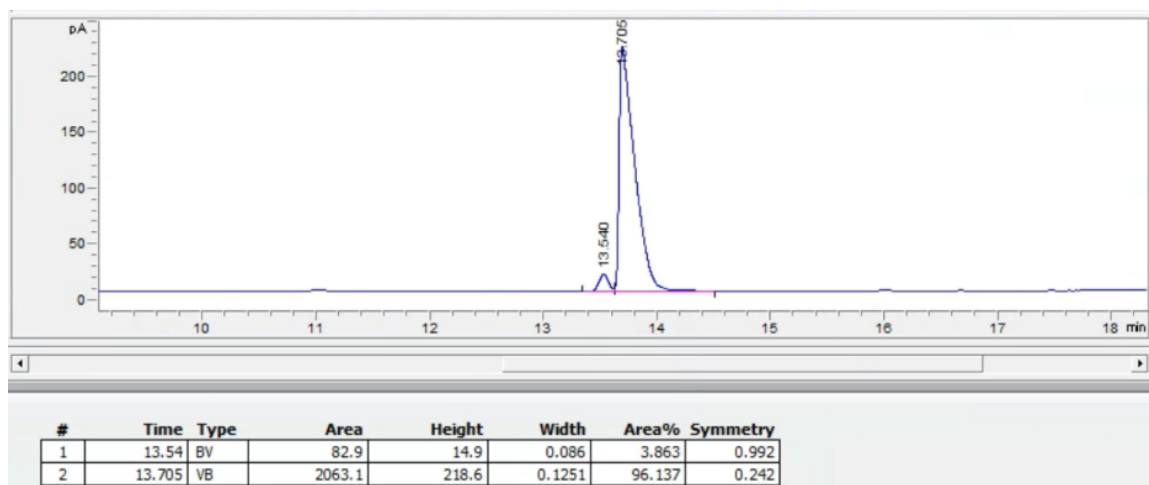 pA
200
150
100
50
0
13.540
13.705
10 11 12 13 14 15 16 17 18 min
# Time Type Area Height Width Area% Symmetry
1 13.54 BV 82.9 14.9 0.086 3.863 0.992
2 13.705 VB 2063.1 218.6 0.1251 96.137 0.242